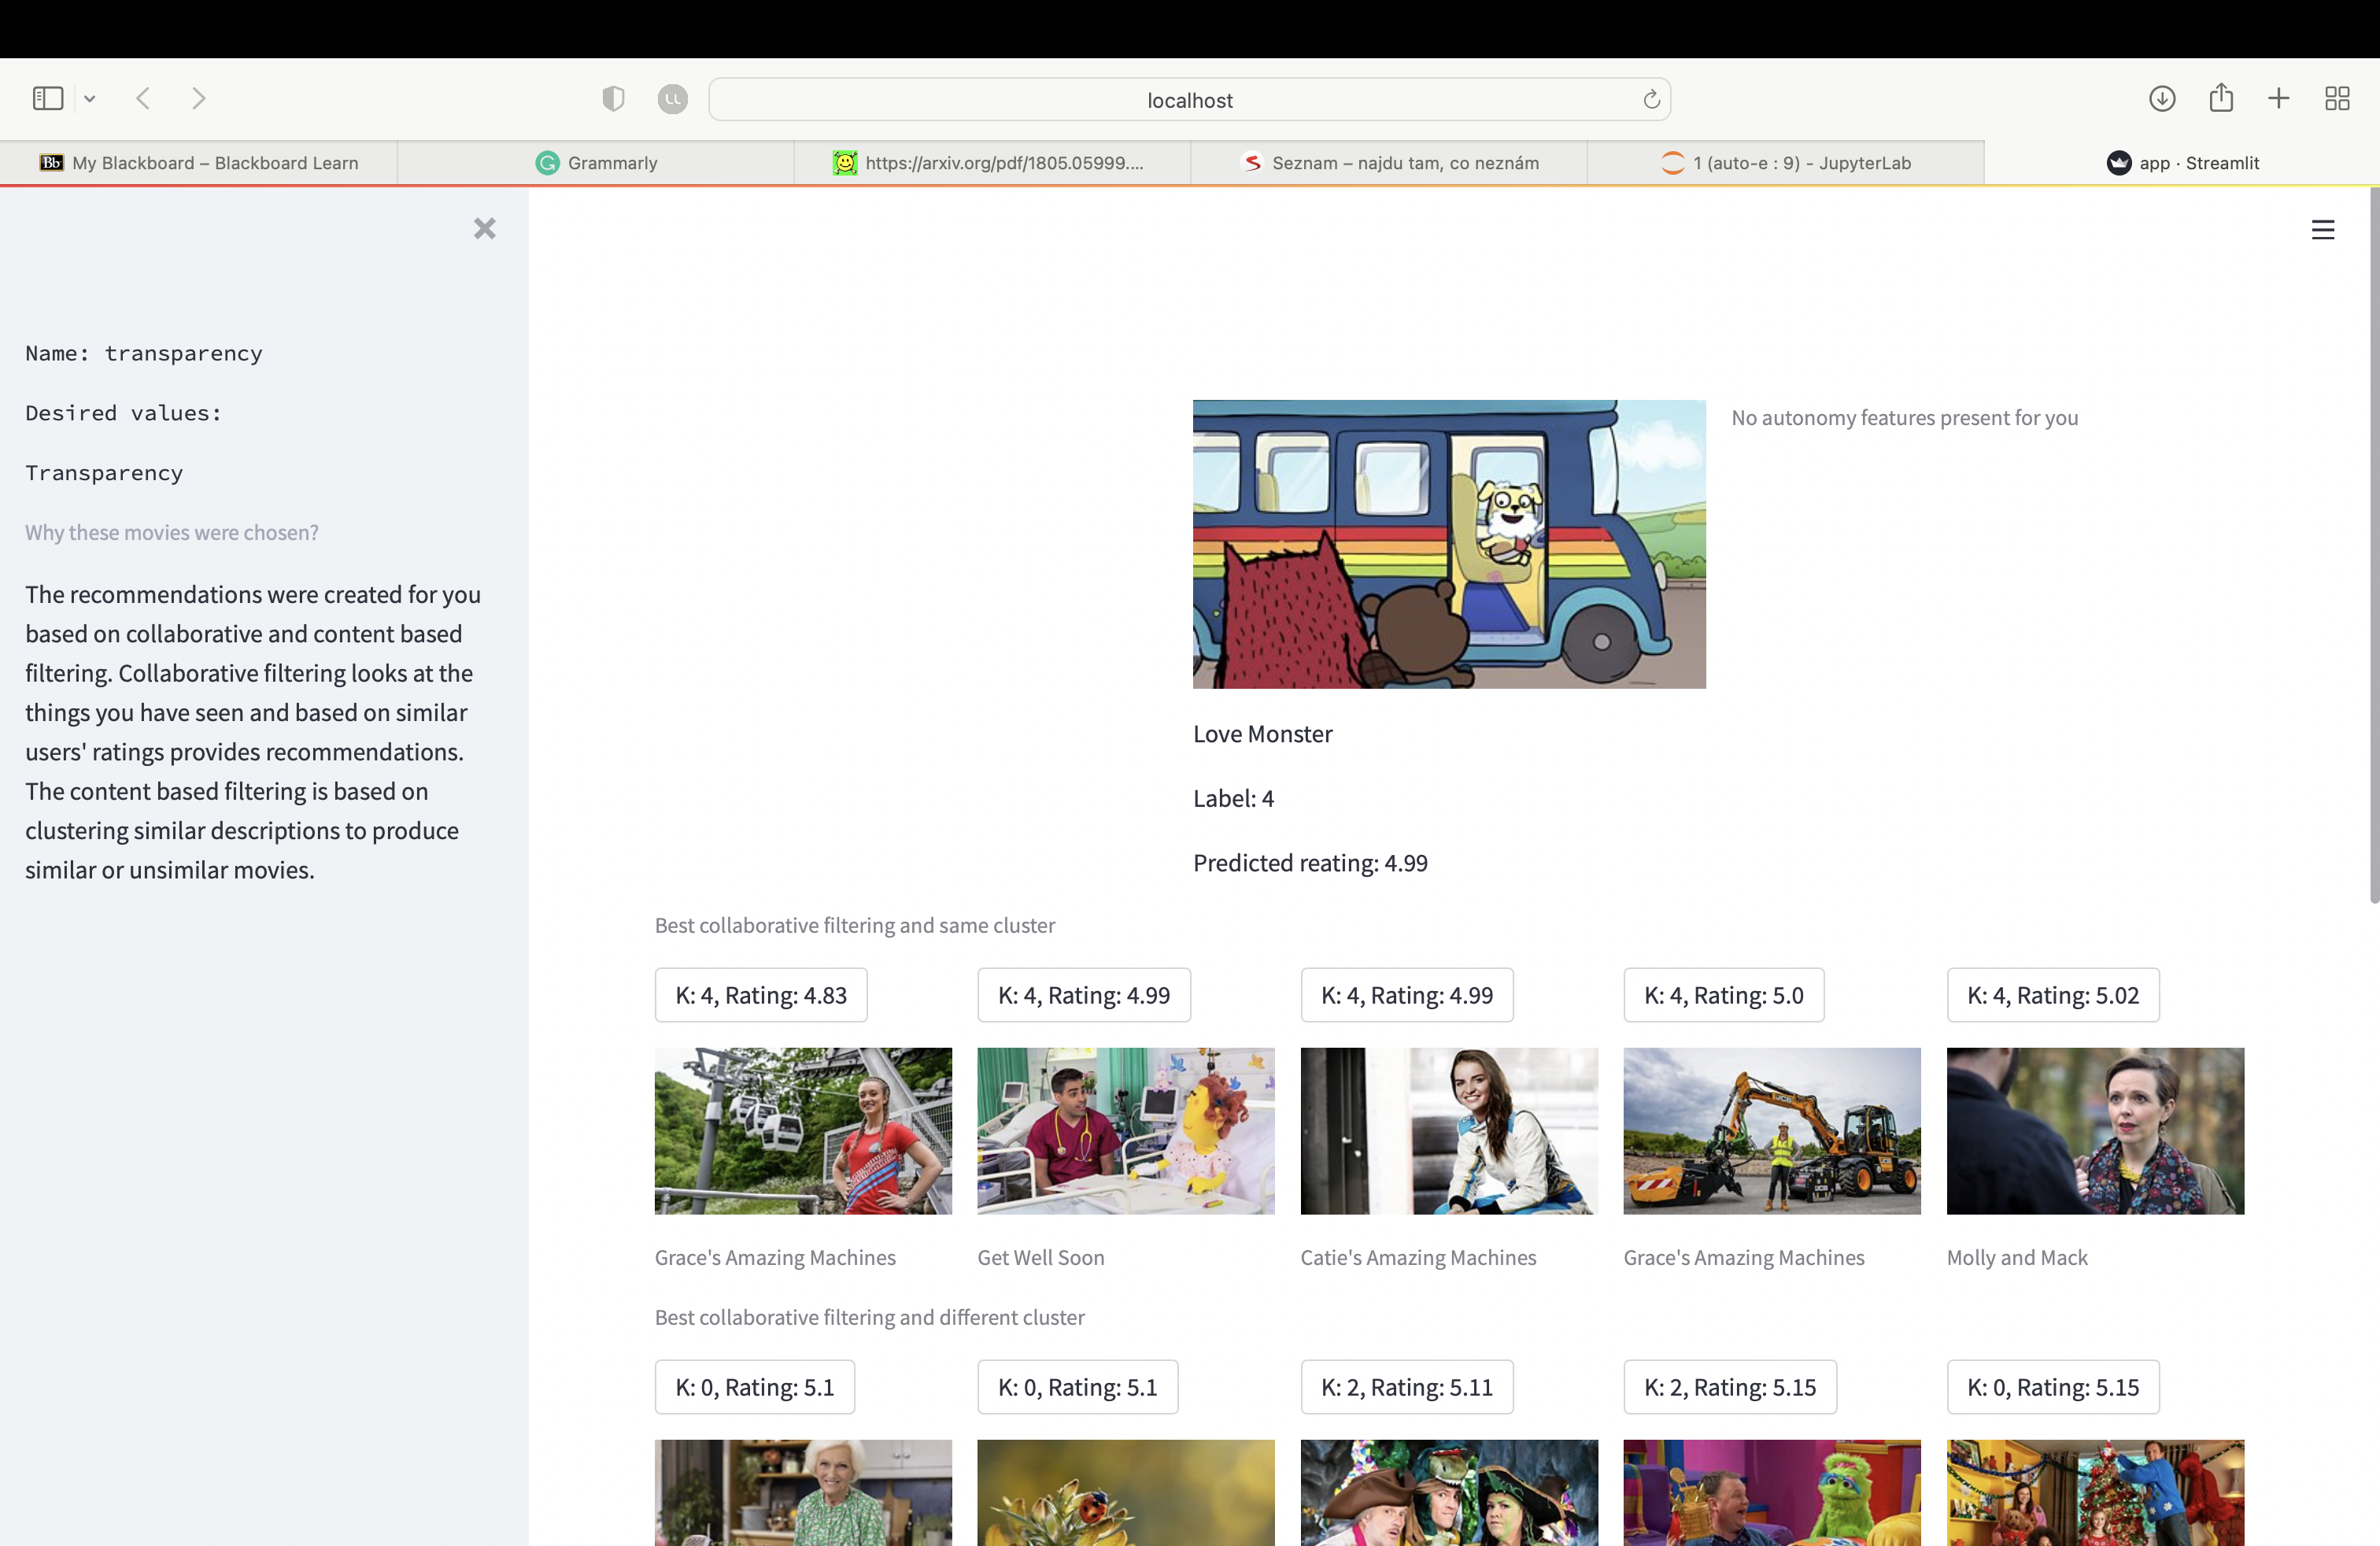 localhost
My Blackboard – Blackboard Learn
Grammarly
https://arxiv.org/pdf/1805.05999....
Seznam – najdu tam, co neznám
1 (auto-e : 9) - JupyterLab
app · Streamlit
Name: transparency
Desired values:
Transparency
Why these movies were chosen?
The recommendations were created for you
based on collaborative and content based
filtering. Collaborative filtering looks at the
things you have seen and based on similar
users' ratings provides recommendations.
The content based filtering is based on
clustering similar descriptions to produce
similar or unsimilar movies.
No autonomy features present for you
Love Monster
Label: 4
Predicted reating: 4.99
Best collaborative filtering and same cluster
K: 4, Rating: 4.83
K: 4, Rating: 4.99
K: 4, Rating: 4.99
K: 4, Rating: 5.0
K: 4, Rating: 5.02
JCB
Grace's Amazing Machines
Get Well Soon
Catie's Amazing Machines
Grace's Amazing Machines
Molly and Mack
Best collaborative filtering and different cluster
K: 0, Rating: 5.1
K: 0, Rating: 5.1
K: 2, Rating: 5.11
K: 2, Rating: 5.15
K: 0, Rating: 5.15